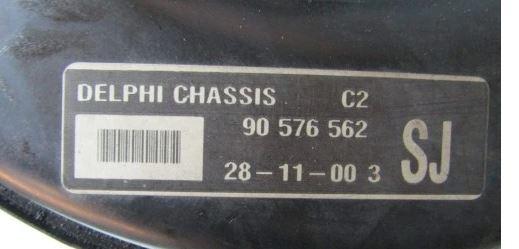 DELPHI CHASSIS C2
90 576 562
28-11-00 3
SJ